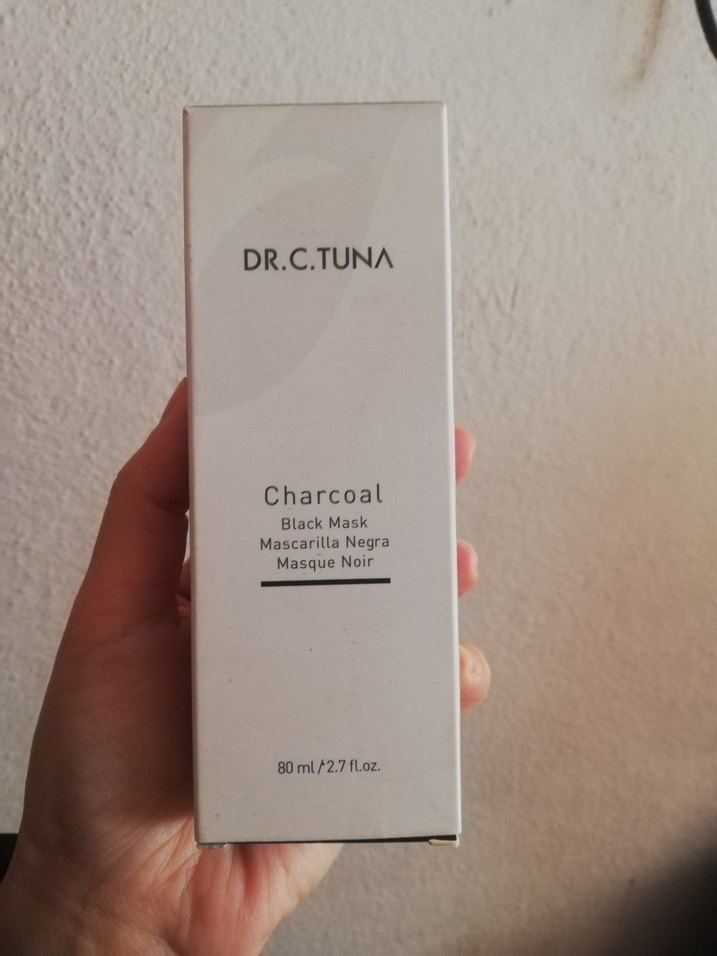 DR.C.TUNA
Charcoal
Black Mask
Mascarilla Negra
Masque Noir
80 ml / 2.7 fl.oz.